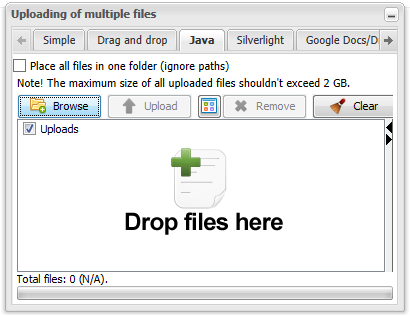 Uploading of multiple files
Simple Drag and drop Java Silverlight Google Docs/D
Place all files in one folder (ignore paths)
Note! The maximum size of all uploaded files shouldn't exceed 2 GB.
Browse Upload Remove Clear
Uploads
Drop files here
Total files: 0 (N/A).